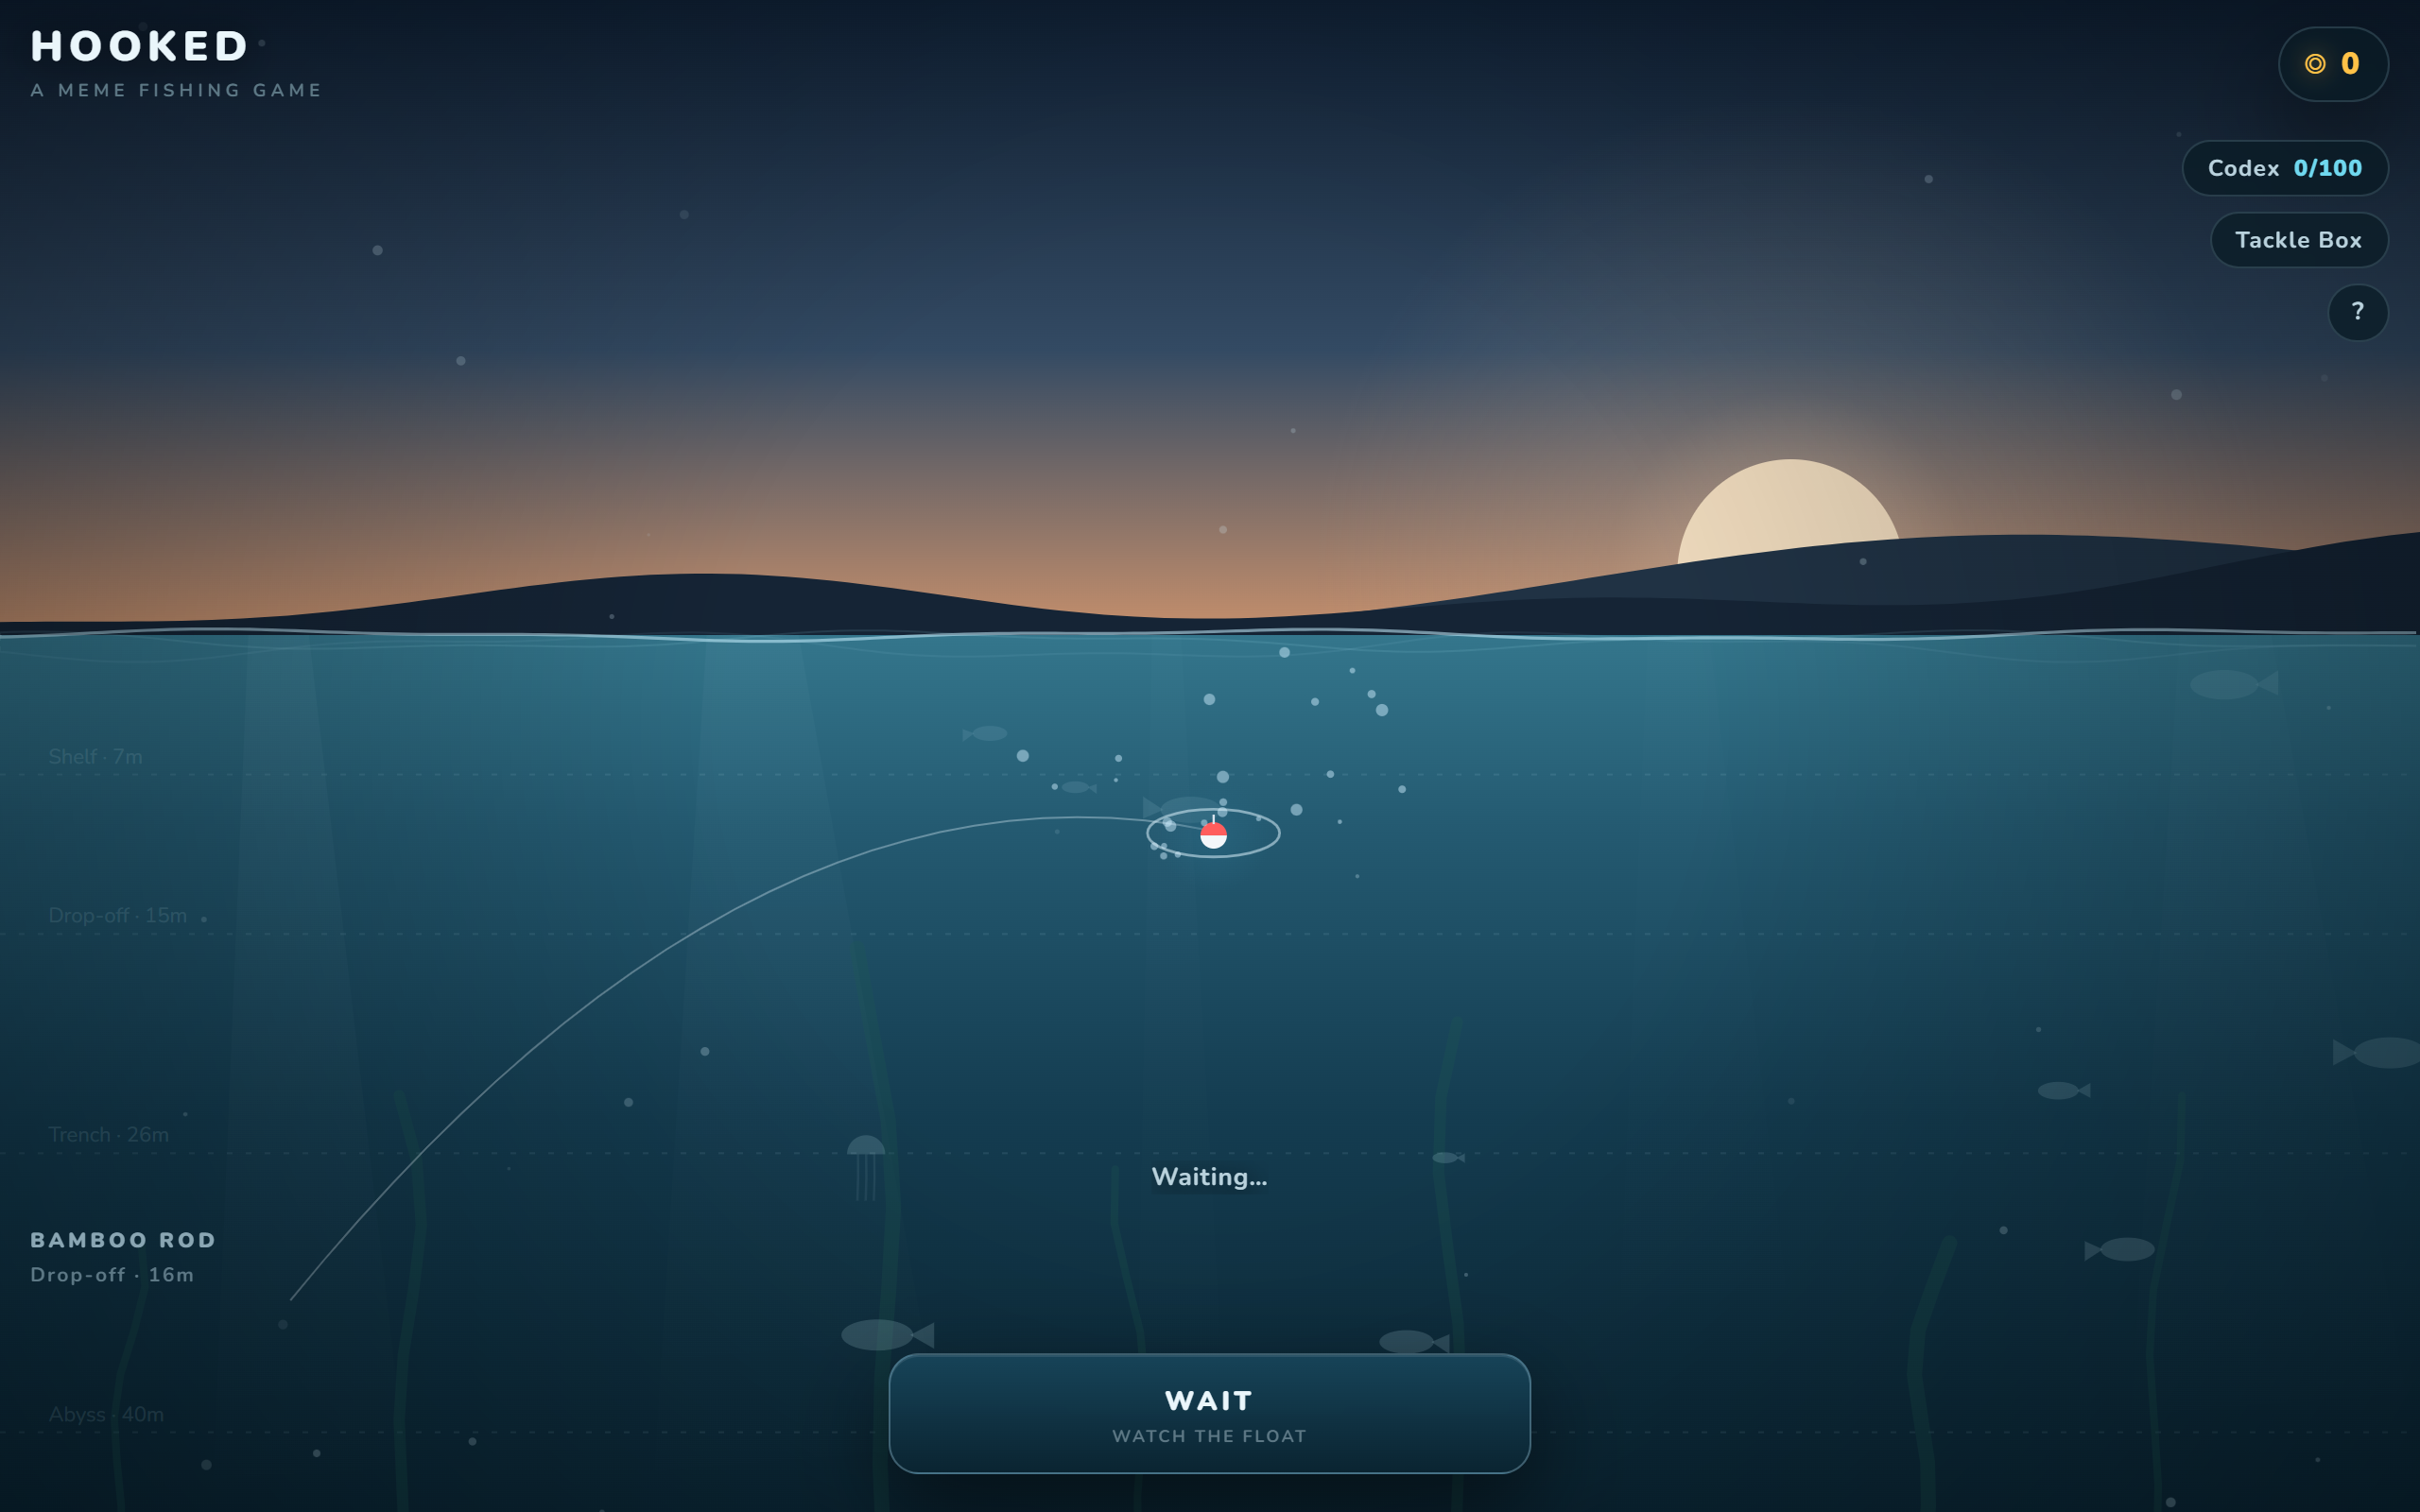 HOOKED
A MEME FISHING GAME
0
Codex 0/100
Tackle Box
?
Shelf · 7m
Drop-off · 15m
Trench · 26m
Waiting...
BAMBOO ROD
Drop-off · 16m
Abyss · 40m
WAIT
WATCH THE FLOAT